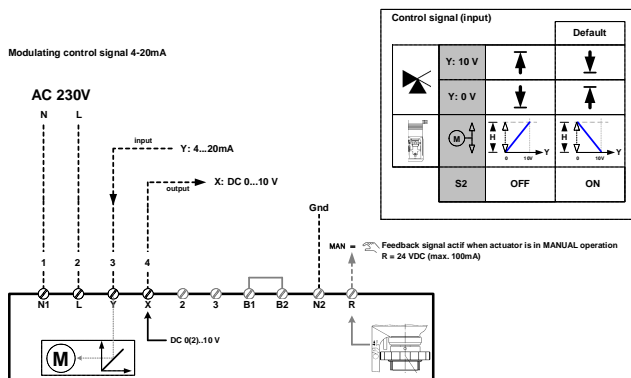 Control signal (input)
Default
Y: 10 V
Y: 0 V
M
H
Y
0
10V
H
Y
0
10V
S2
OFF
ON
Modulating control signal 4-20mA
AC 230V
N
L
input
Y: 4...20mA
output
X: DC 0...10 V
Gnd
MAN =
Feedback signal actif when actuator is in MANUAL operation
R = 24 VDC (max. 100mA)
1
2
3
4
N1
L
Y
X
2
3
B1
B2
N2
R
DC 0(2)..10 V
M